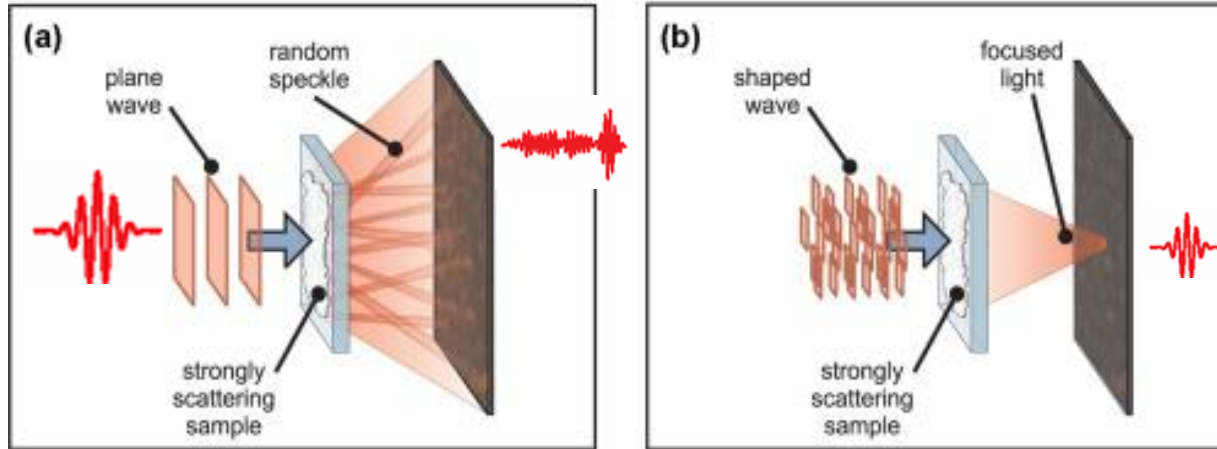 (a)
random
speckle
plane
wave
strongly
scattering
sample
(b)
focused
light
shaped
wave
strongly
scattering
sample